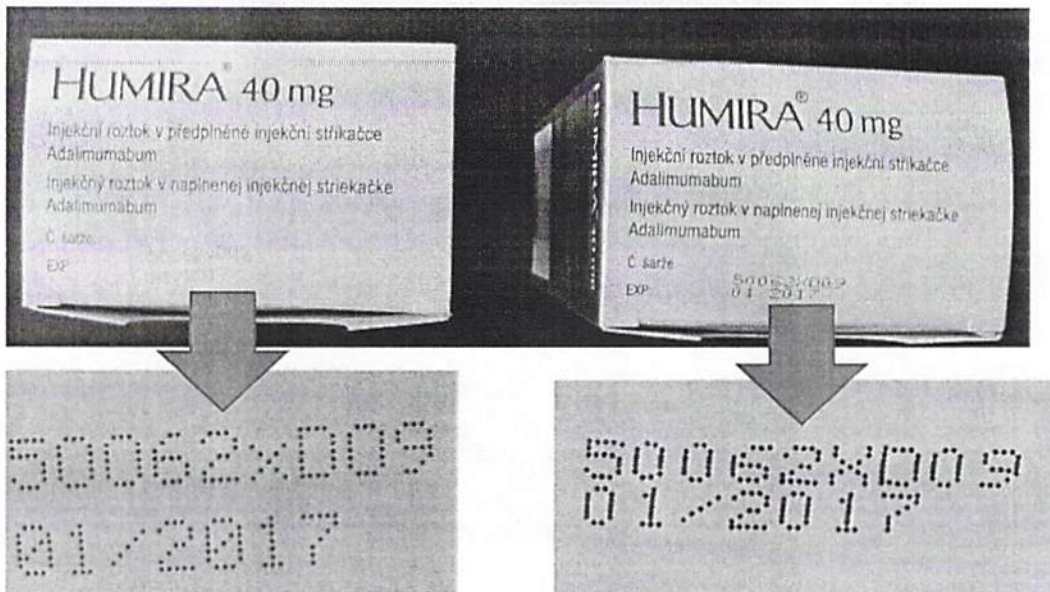 HUMIRA® 40 mg
Injekční roztok v předplněné injekční stříkačce
Adalimumabum
Injekčný roztok v naplnenej injekčnej striekačke
Adalimumabum
Č. šarže
EXP
HUMIRA® 40 mg
Injekční roztok v předplněné injekční stříkačce
Adalimumabum
Injekčný roztok v naplnenej injekčnej striekačke
Adalimumabum
Č. šarže
EXP
50062XD09
01 2017
50062XD09
01/2017
50062XD09
01/2017